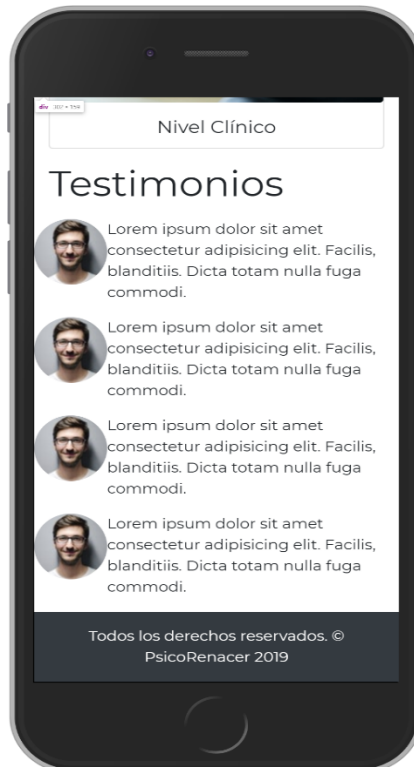 div
Nivel Clínico
Testimonios
Lorem ipsum dolor sit amet
consectetur adipisicing elit. Facilis,
blanditiis. Dicta totam nulla fuga
commodi.
Lorem ipsum dolor sit amet
consectetur adipisicing elit. Facilis,
blanditiis. Dicta totam nulla fuga
commodi.
Lorem ipsum dolor sit amet
consectetur adipisicing elit. Facilis,
blanditiis. Dicta totam nulla fuga
commodi.
Lorem ipsum dolor sit amet
consectetur adipisicing elit. Facilis,
blanditiis. Dicta totam nulla fuga
commodi.
Todos los derechos reservados. ©
PsicoRenacer 2019